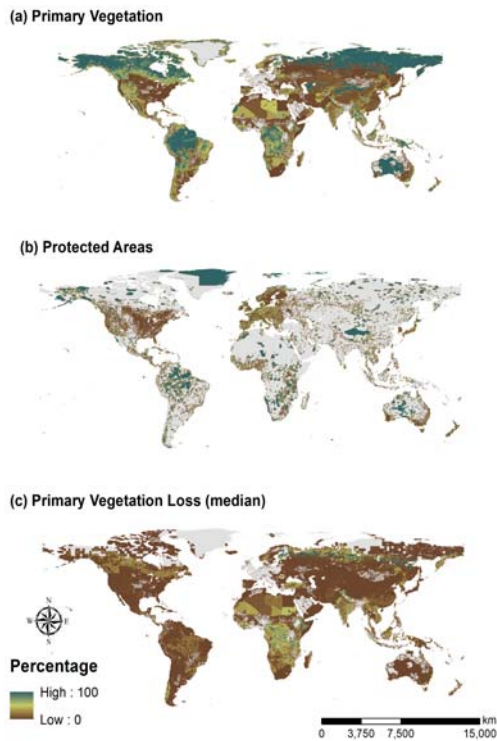 (a) Primary Vegetation
(b) Protected Areas
(c) Primary Vegetation Loss (median)
N
W E
S
Percentage
High : 100
Low : 0
km
0 3,750 7,500 15,000